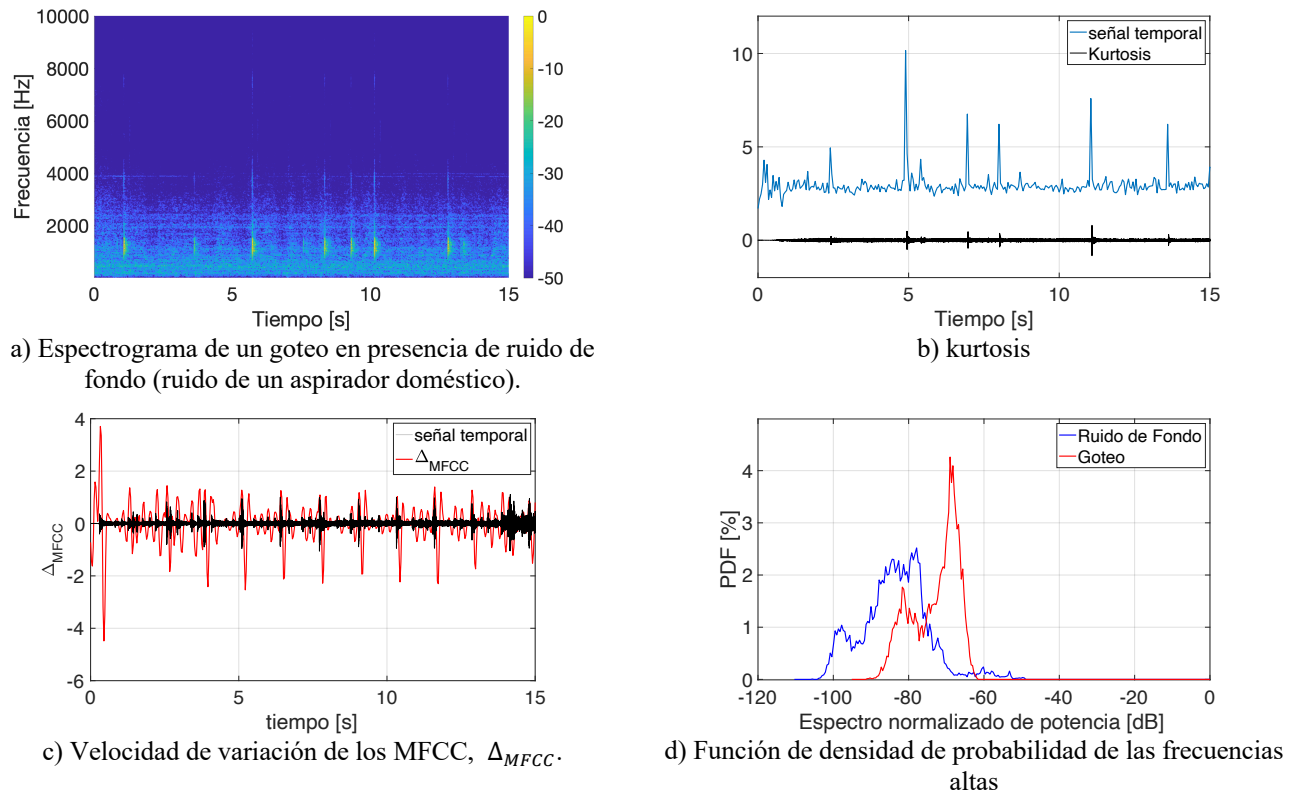 10000
8000
6000
4000
2000
Frecuencia [Hz]
0
5
10
15
Tiempo [s]
0
-10
-20
-30
-40
-50
a) Espectrograma de un goteo en presencia de ruido de
fondo (ruido de un aspirador doméstico).
10
5
0
señal temporal
Kurtosis
0
5
10
15
Tiempo [s]
b) kurtosis
4
2
0
-2
-4
-6
Δ_MFCC
señal temporal
Δ_MFCC
0
5
10
15
tiempo [s]
c) Velocidad de variación de los MFCC, Δ_MFCC.
4
3
2
1
0
PDF [%]
Ruido de Fondo
Goteo
-120
-100
-80
-60
-40
-20
0
Espectro normalizado de potencia [dB]
d) Función de densidad de probabilidad de las frecuencias
altas